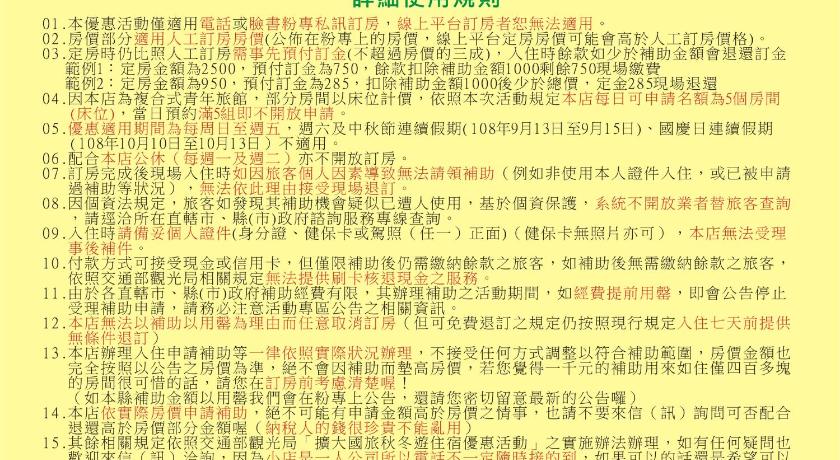 詳細使用規則
01.本優惠活動僅適用電話或臉書粉專私訊訂房，線上平台訂房者恕無法適用。
02.房價部分適用人工訂房房價(公佈在粉專上的房價，線上平台定房房價可能會高於人工訂房價格)。
03.定房時仍比照人工訂房需事先預付訂金(不超過房價的三成)，入住時餘款如少於補助金額會退還訂金
範例1：定房金額為2500，預付訂金為750，餘款扣除補助金額1000剩餘750現場繳費
範例2：定房金額為950，預付訂金為285，扣除補助金額1000後少於總價，定金285現場退還
04.因本店為複合式青年旅館，部分房間以床位計價，依照本次活動規定本店每日可申請名額為5個房間
(床位)，當日預約滿5組即不開放申請。
05.優惠適用期間為每周日至週五，週六及中秋節連續假期(108年9月13日至9月15日)、國慶日連續假期
(108年10月10日至10月13日）不適用。
06.配合本店公休（每週一及週二）亦不開放訂房。
07.訂房完成後現場入住時如因旅客個人因素導致無法請領補助（例如非使用本人證件入住，或已被申請
過補助等狀況），無法依此理由接受現場退訂。
08.因個資法規定，旅客如發現其補助機會疑似已遭人使用，基於個資保護，系統不開放業者替旅客查詢
，請逕洽所在直轄市、縣(市)政府諮詢服務專線查詢。
09.入住時請備妥個人證件(身分證、健保卡或駕照（任一）正面)（健保卡無照片亦可），本店無法受理
事後補件。
10.付款方式可接受現金或信用卡，但僅限補助後仍需繳納餘款之旅客，如補助後無需繳納餘款之旅客，
依照交通部觀光局相關規定無法提供刷卡核退現金之服務。
11.由於各直轄市、縣(市)政府補助經費有限，其辦理補助之活動期間，如經費提前用罄，即會公告停止
受理補助申請，請務必注意活動專區公告之相關資訊。
12.本店無法以補助以用罄為理由而任意取消訂房（但可免費退訂之規定仍按照現行規定入住七天前提供
無條件退訂）
13.本店辦理入住申請補助等一律依照實際狀況辦理，不接受任何方式調整以符合補助範圍，房價金額也
完全按照以公告之房價為準，絕不會因補助而墊高房價，若您覺得一千元的補助用來如住僅四百多塊
的房間很可惜的話，請您在訂房前考慮清楚喔！
（如本縣補助金額以用罄我們會在粉專上公告，還請您密切留意最新的公告囉）
14.本店依實際房價申請補助，絕不可能有申請金額高於房價之情事，也請不要來信（訊）詢問可否配合
退還高於房價部分金額喔（納稅人的錢很珍貴不能亂用）
15.其餘相關規定依照交通部觀光局「擴大國旅秋冬遊住宿優惠活動」之實施辦法辦理，如有任何疑問也
歡迎來信（訊）洽詢，因為小店是一人公司所以電話不一定隨時接的到，如果可以的話還是希望可以